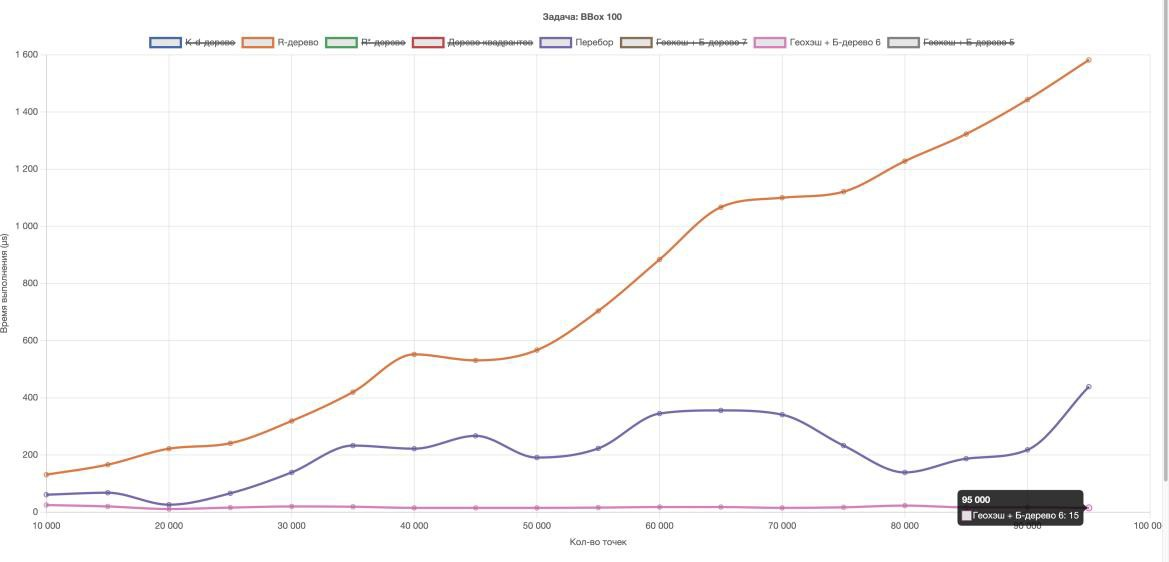 Задача: BBox 100
K-d-дерево R-дерево R*-дерево Дерево квадрантов Перебор Геохэш + Б-дерево 7 Геохэш + Б-дерево 6 Геохэш + Б-дерево 5
1 600
1 400
1 200
1 000
800
600
400
200
0
Время выполнения (µs)
95 000
Геохэш + Б-дерево 6: 15
10 000 20 000 30 000 40 000 50 000 60 000 70 000 80 000 90 000 100 00
Кол-во точек